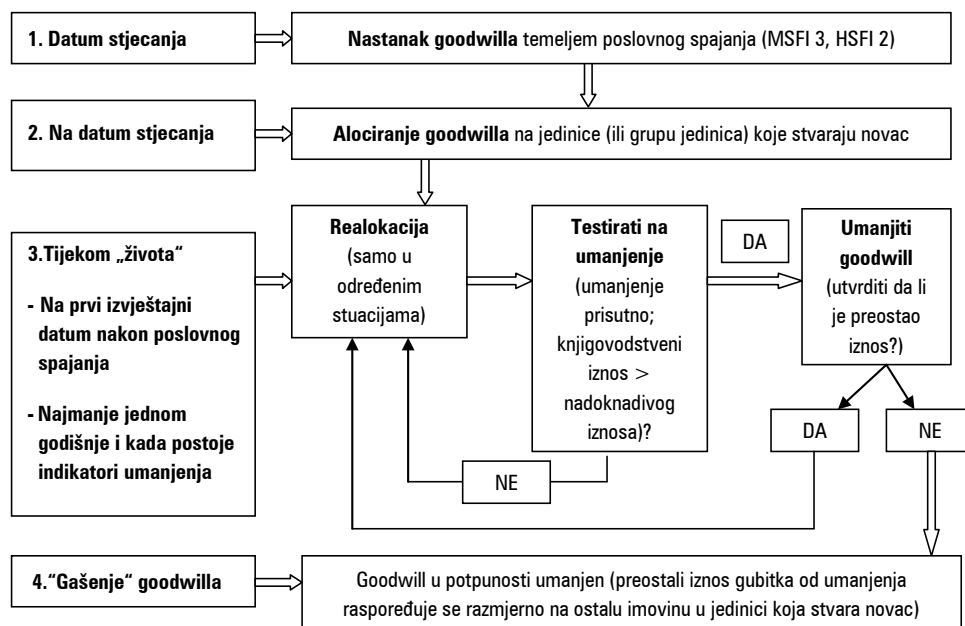 1. Datum stjecanja
Nastanak goodwilla temeljem poslovnog spajanja (MSFI 3, HSFI 2)
2. Na datum stjecanja
Alociranje goodwilla na jedinice (ili grupu jedinica) koje stvaraju novac
3.Tijekom „života“
- Na prvi izvještajni
datum nakon poslovnog
spajanja
- Najmanje jednom
godišnje i kada postoje
indikatori umanjenja
Realokacija
(samo u
određenim
stuacijama)
Testirati na
umanjenje
(umanjenje
prisutno;
knjigovodstveni
iznos >
nadoknadivog
iznosa)?
DA
Umanjiti
goodwill
(utvrditi da li
je preostao
iznos?)
NE
DA
NE
4.“Gašenje“ goodwilla
Goodwill u potpunosti umanjen (preostali iznos gubitka od umanjenja
raspoređuje se razmjerno na ostalu imovinu u jedinici koja stvara novac)